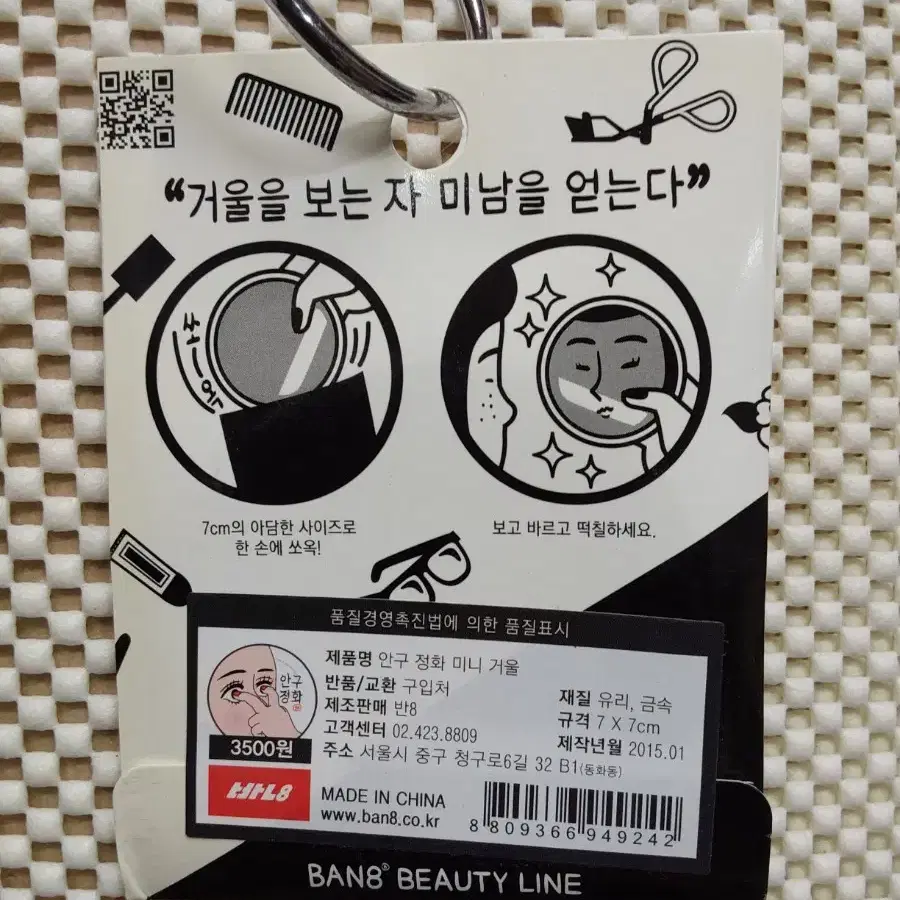 “거울을 보는 자 미남을 얻는다”
쏘-
옥-
7cm의 아담한 사이즈로
한 손에 쏘옥!
보고 바르고 떡칠하세요.
품질경영촉진법에 의한 품질표시
안구
정화
3500원
반8
제품명 안구 정화 미니 거울
반품/교환 구입처
제조판매 반8
고객센터 02.423.8809
주소 서울시 중구 청구로6길 32 B1(동화동)
재질 유리, 금속
규격 7 X 7cm
제작년월 2015.01
MADE IN CHINA
www.ban8.co.kr
8 809366 949242
BAN8® BEAUTY LINE